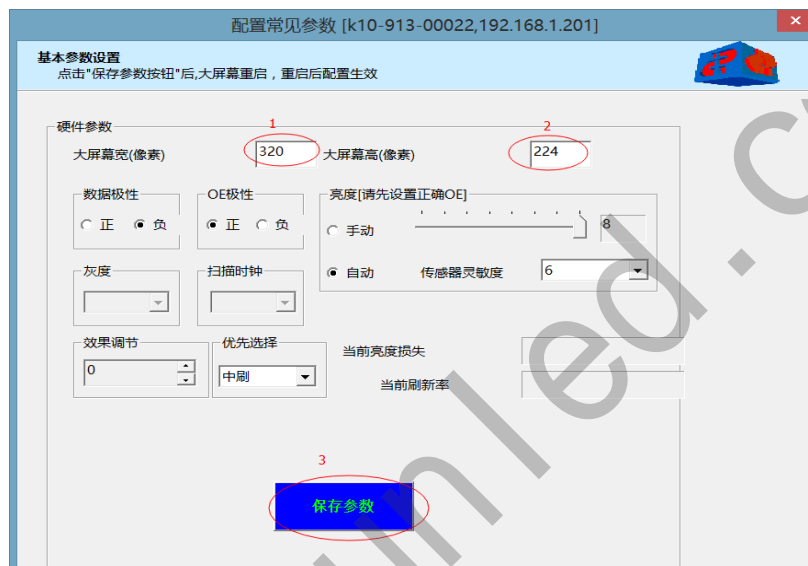 配置常见参数 [k10-913-00022,192.168.1.201]
基本参数设置
点击"保存参数按钮"后,大屏幕重启，重启后配置生效
硬件参数
1
2
大屏幕宽(像素) 320 大屏幕高(像素) 224
数据极性 OE极性 亮度[请先设置正确OE]
正 负 正 负 手动 8
自动 传感器灵敏度 6
灰度 扫描时钟
效果调节 优先选择 当前亮度损失
0 中刷 当前刷新率
3
保存参数